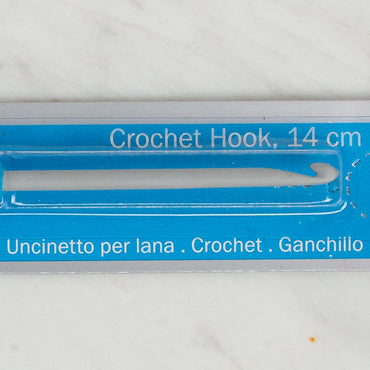 Crochet Hook, 14 cm
Uncinetto per lana . Crochet . Ganchillo